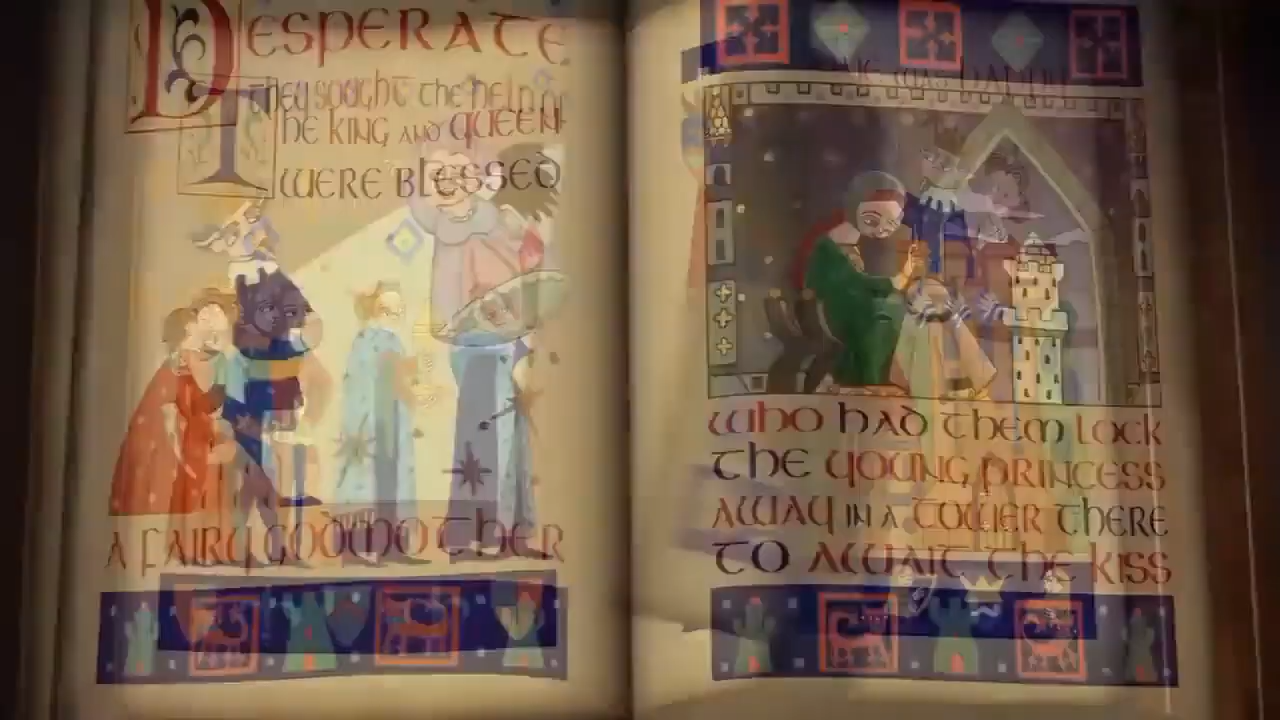 DESPERATE
They sought the help of
THE KING AND QUEEN
WERE BLESSED
A FAIRY GODMOTHER
WHO HAD THEM LOCK
THE YOUNG PRINCESS
AWAY IN A TOWER THERE
TO AWAIT THE KISS